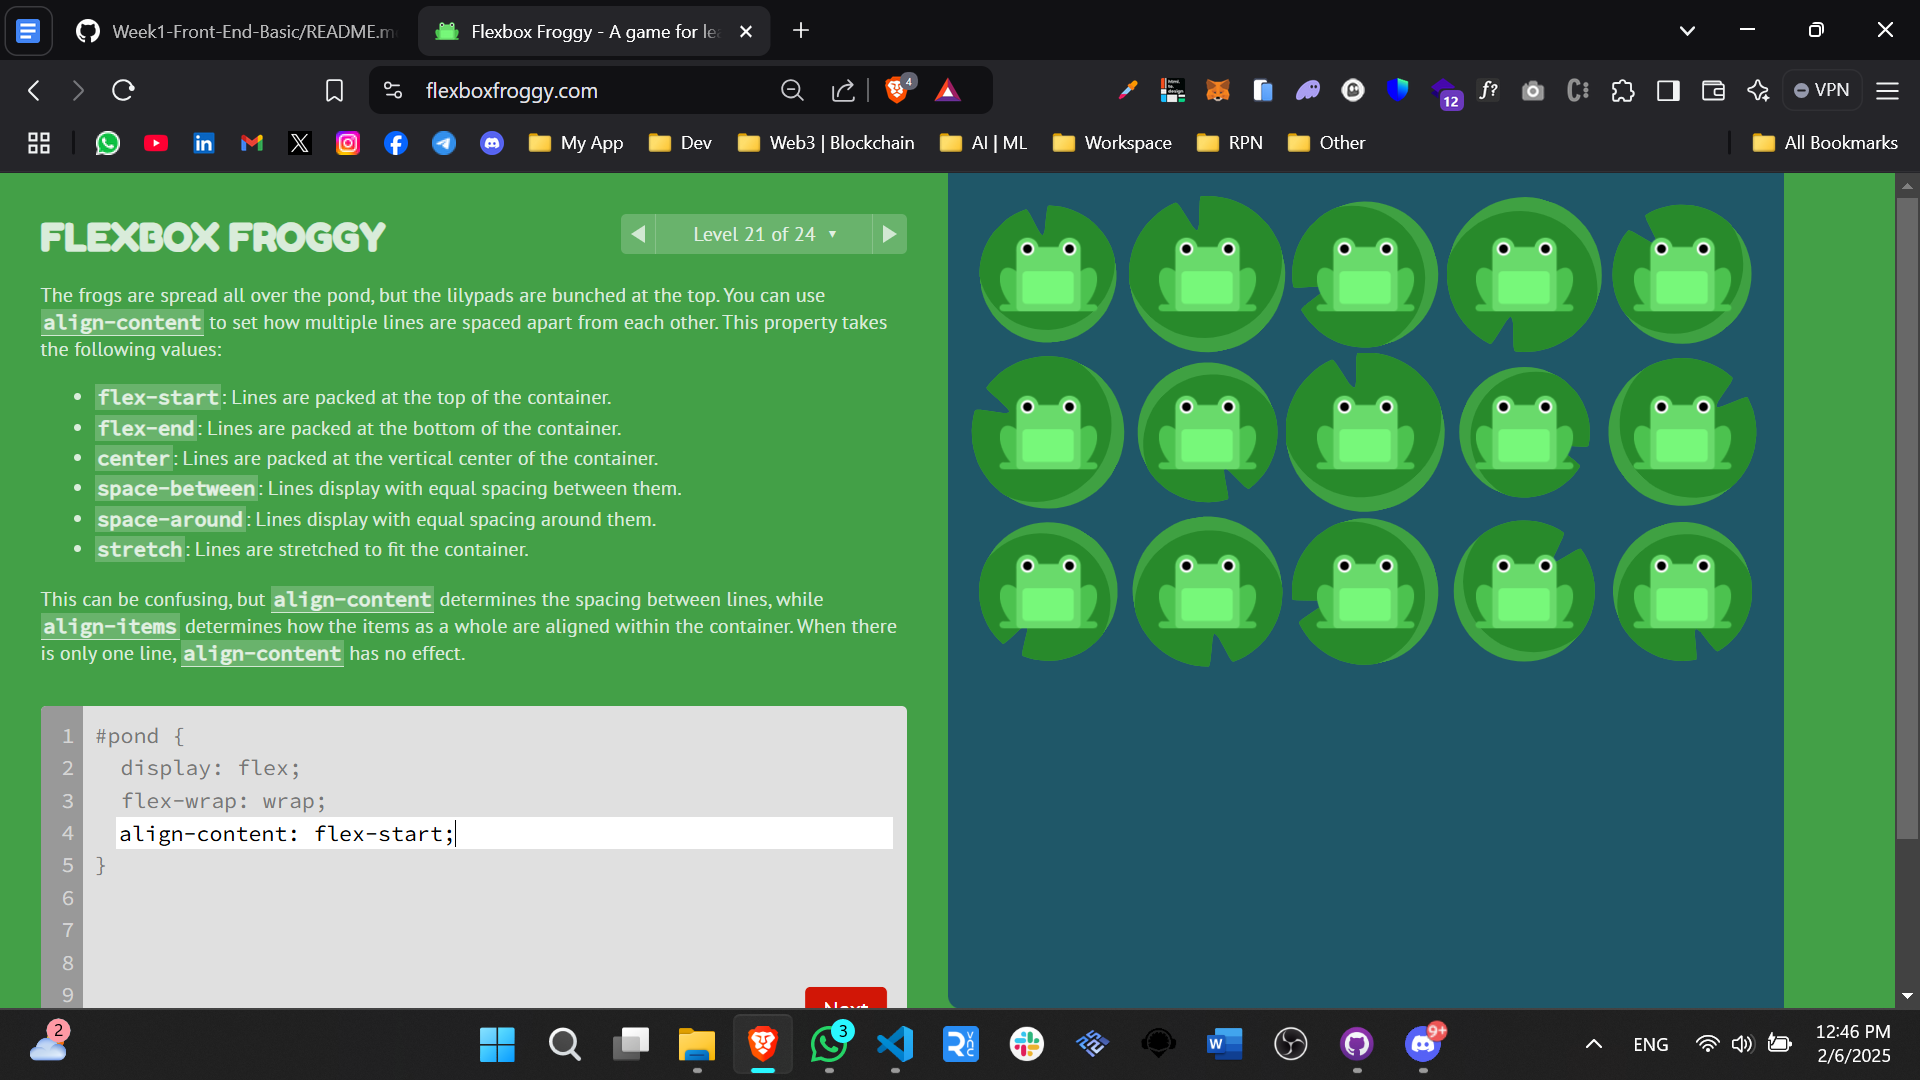 Week1-Front-End-Basic/README.m
Flexbox Froggy - A game for le
flexboxfroggy.com
4
12
f?
VPN
My App
Dev
Web3 | Blockchain
AI | ML
Workspace
RPN
Other
All Bookmarks
FLEXBOX FROGGY
Level 21 of 24
The frogs are spread all over the pond, but the lilypads are bunched at the top. You can use
align-content to set how multiple lines are spaced apart from each other. This property takes
the following values:
flex-start: Lines are packed at the top of the container.
flex-end: Lines are packed at the bottom of the container.
center: Lines are packed at the vertical center of the container.
space-between: Lines display with equal spacing between them.
space-around: Lines display with equal spacing around them.
stretch: Lines are stretched to fit the container.
This can be confusing, but align-content determines the spacing between lines, while
align-items determines how the items as a whole are aligned within the container. When there
is only one line, align-content has no effect.
1 #pond {
2 display: flex;
3 flex-wrap: wrap;
4 align-content: flex-start;
5 }
6
7
8
9
Next
2
3
9+
ENG
12:46 PM
2/6/2025